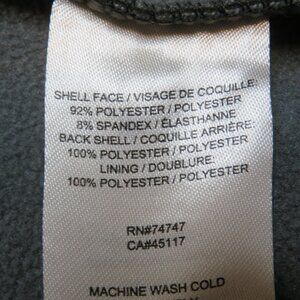 SHELL FACE / VISAGE DE COQUILLE:
92% POLYESTER / POLYESTER
8% SPANDEX / ÉLASTHANNE
BACK SHELL / COQUILLE ARRIÈRE:
100% POLYESTER / POLYESTER
LINING / DOUBLURE:
100% POLYESTER / POLYESTER
RN#74747
CA#45117
MACHINE WASH COLD